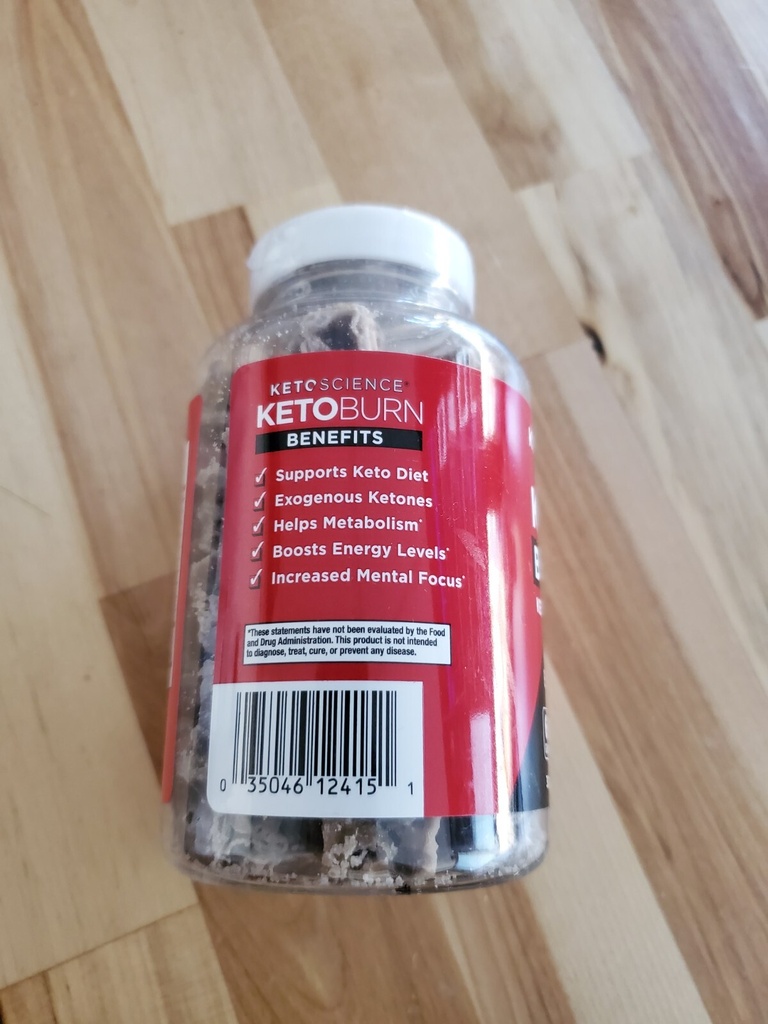 KETOSCIENCE®
KETOBURN
BENEFITS
✓ Supports Keto Diet
✓ Exogenous Ketones
✓ Helps Metabolism*
✓ Boosts Energy Levels*
✓ Increased Mental Focus*
*These statements have not been evaluated by the Food
and Drug Administration. This product is not intended
to diagnose, treat, cure, or prevent any disease.
0 35046 12415 1